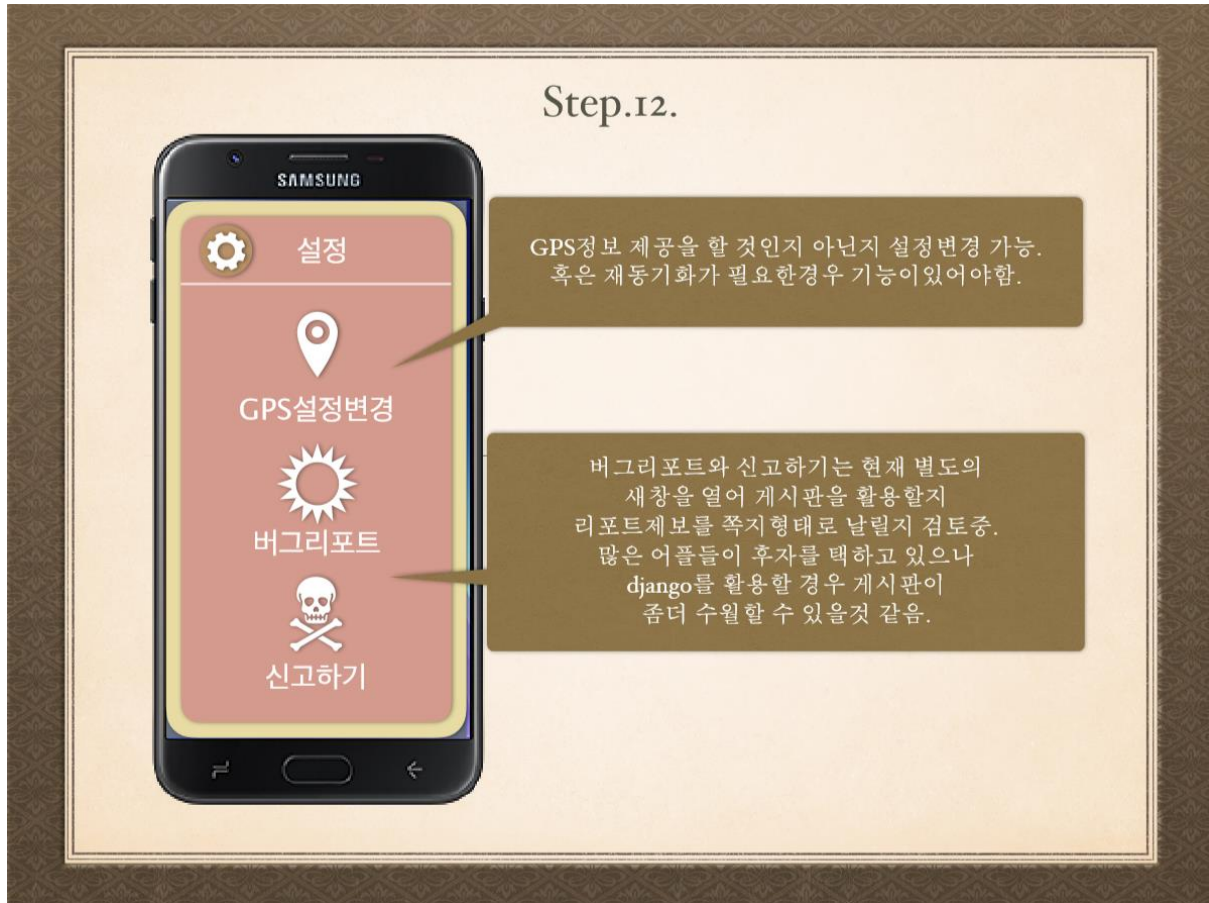 Step.12.
SAMSUNG
설정
GPS설정변경
버그리포트
신고하기
GPS정보 제공을 할 것인지 아닌지 설정변경 가능.
혹은 재동기화가 필요한경우 기능이있어야함.
버그리포트와 신고하기는 현재 별도의
새창을 열어 게시판을 활용할지
리포트제보를 쪽지형태로 날릴지 검토중.
많은 어플들이 후자를 택하고 있으나
django를 활용할 경우 게시판이
좀더 수월할 수 있을것 같음.